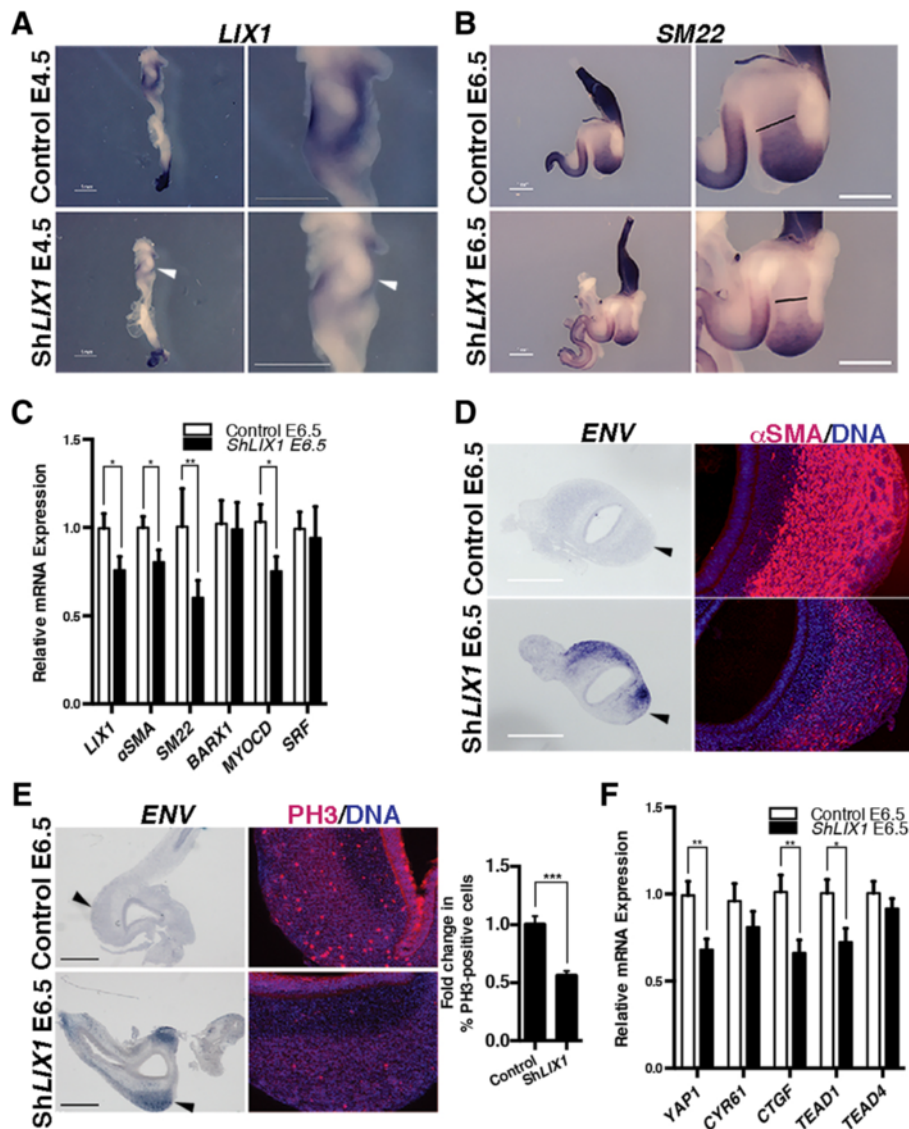 A
LIX1
Control E4.5
ShLIX1 E4.5
B
SM22
Control E6.5
ShLIX1 E6.5
C
Control E6.5
ShLIX1 E6.5
Relative mRNA Expression
1.5
1.0
0.5
0.0
* * ** *
LIX1 αSMA SM22 BARX1 MYOCD SRF
D
ENV
αSMA/DNA
Control E6.5
ShLIX1 E6.5
E
ENV
PH3/DNA
Control E6.5
ShLIX1 E6.5
Fold change in
% PH3-positive cells
1.5
1.0
0.5
0.0
***
Control ShLIX1
F
Control E6.5
ShLIX1 E6.5
Relative mRNA Expression
1.5
1.0
0.5
0.0
** ** *
YAP1 CYR61 CTGF TEAD1 TEAD4